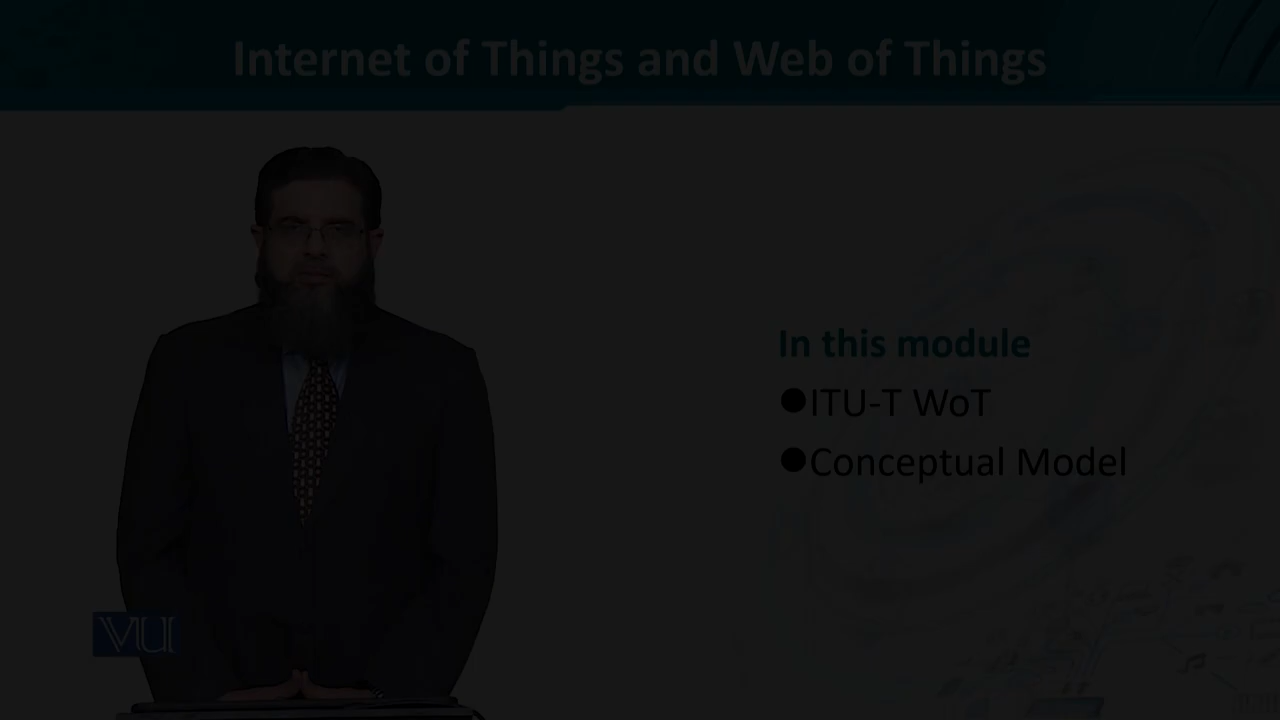 Internet of Things and Web of Things
In this module
●ITU-T WoT
●Conceptual Model
VU